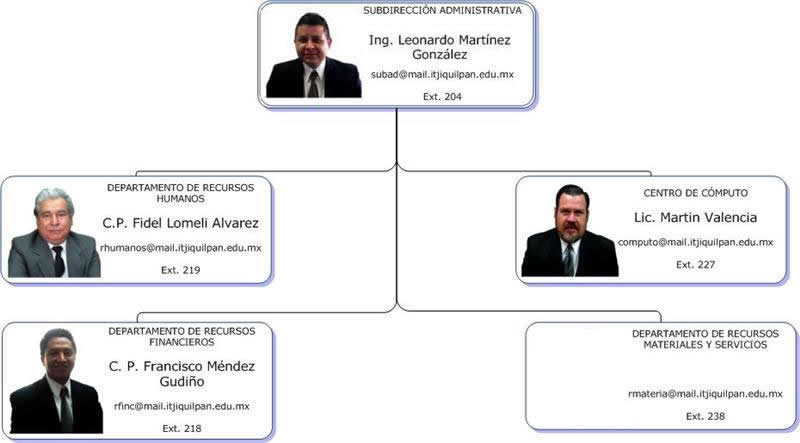 SUBDIRECCIÓN ADMINISTRATIVA
Ing. Leonardo Martínez
González
subad@mail.itjiquilpan.edu.mx
Ext. 204
DEPARTAMENTO DE RECURSOS
HUMANOS
C.P. Fidel Lomeli Alvarez
rhumanos@mail.itjiquilpan.edu.mx
Ext. 219
CENTRO DE CÓMPUTO
Lic. Martin Valencia
computo@mail.itjiquilpan.edu.mx
Ext. 227
DEPARTAMENTO DE RECURSOS
FINANCIEROS
C. P. Francisco Méndez
Gudiño
rfinc@mail.itjiquilpan.edu.mx
Ext. 218
DEPARTAMENTO DE RECURSOS
MATERIALES Y SERVICIOS
rmateria@mail.itjiquilpan.edu.mx
Ext. 238